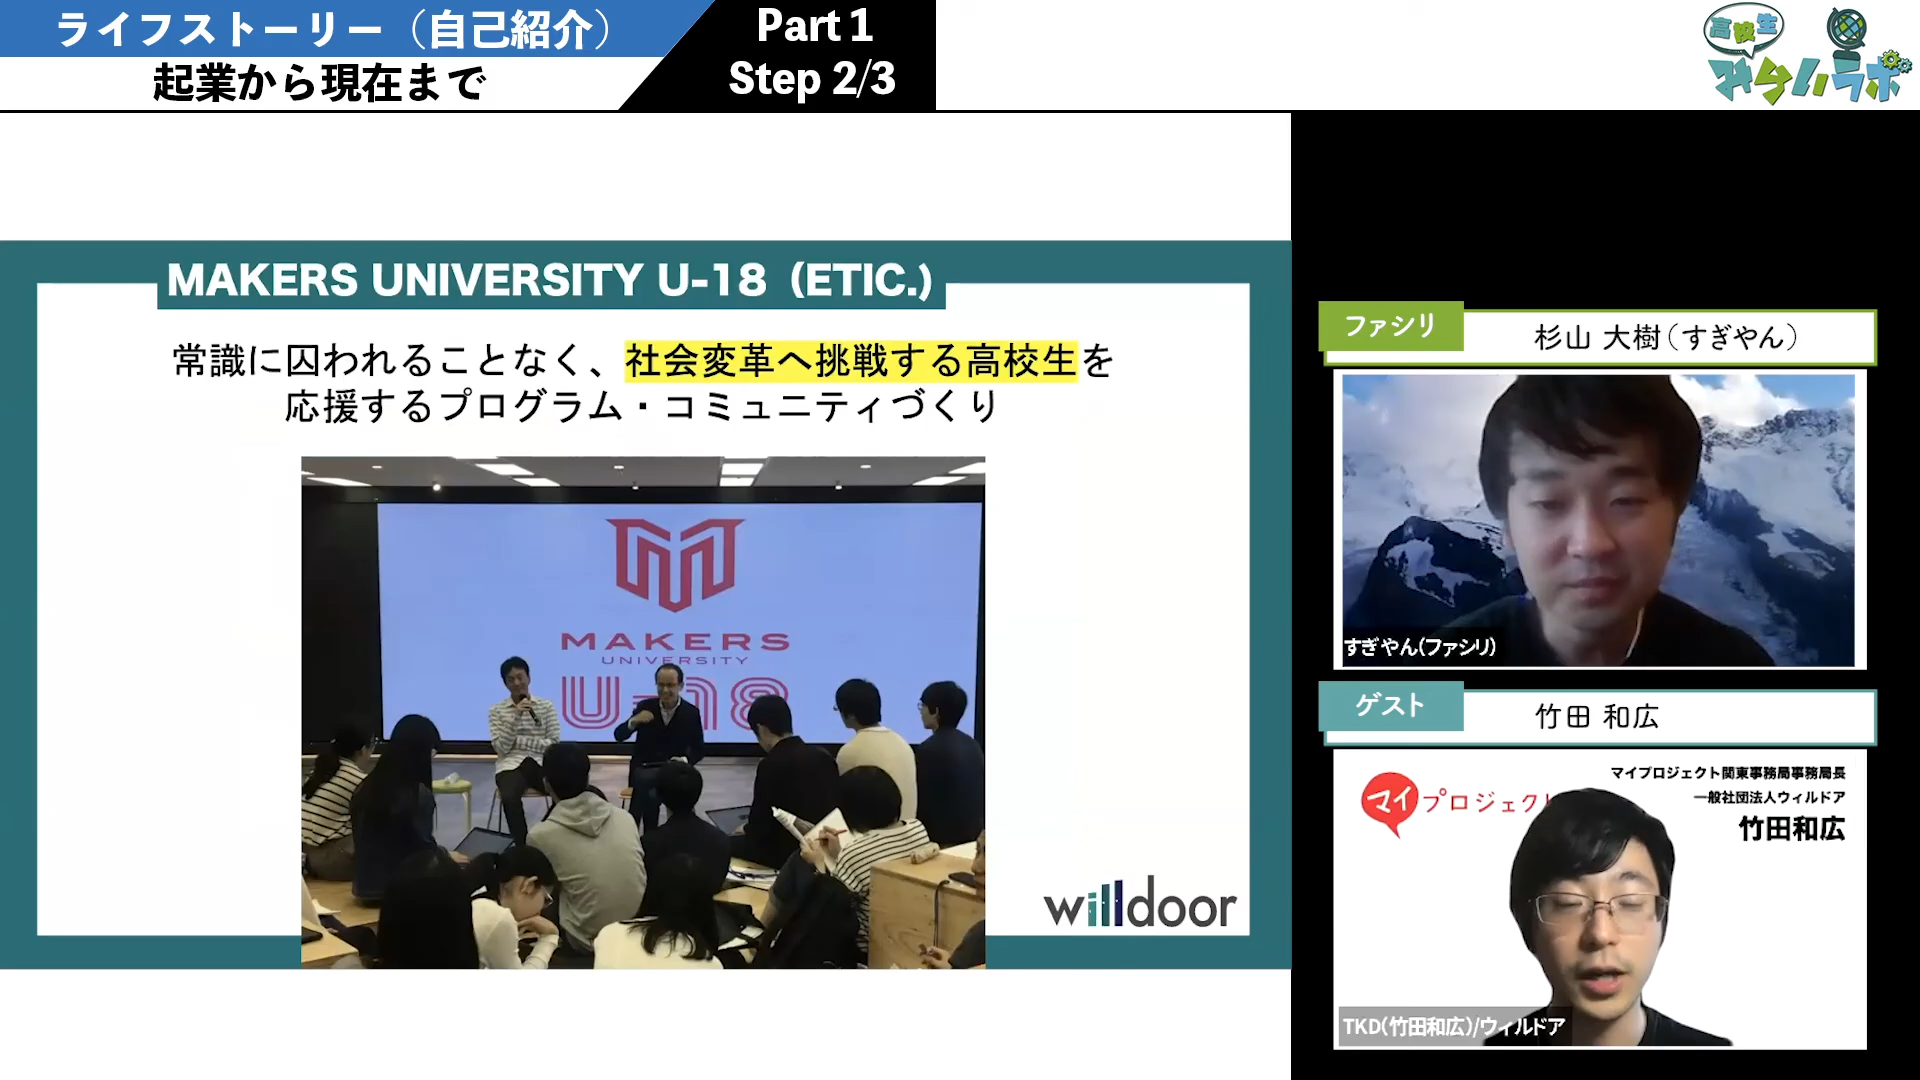 ライフストーリー（自己紹介）
起業から現在まで
Part 1
Step 2/3
高校生
みらいラボ
MAKERS UNIVERSITY U-18（ETIC.）
常識に囚われることなく、社会変革へ挑戦する高校生を
応援するプログラム・コミュニティづくり
MAKERS
UNIVERSITY
U-18
willdoor
ファシリ
杉山 大樹（すぎやん）
すぎやん(ファシリ)
ゲスト
竹田 和広
マイプロジェクト
マイプロジェクト関東事務局事務局長
一般社団法人ウィルドア
竹田和広
TKD(竹田和広)/ウィルドア